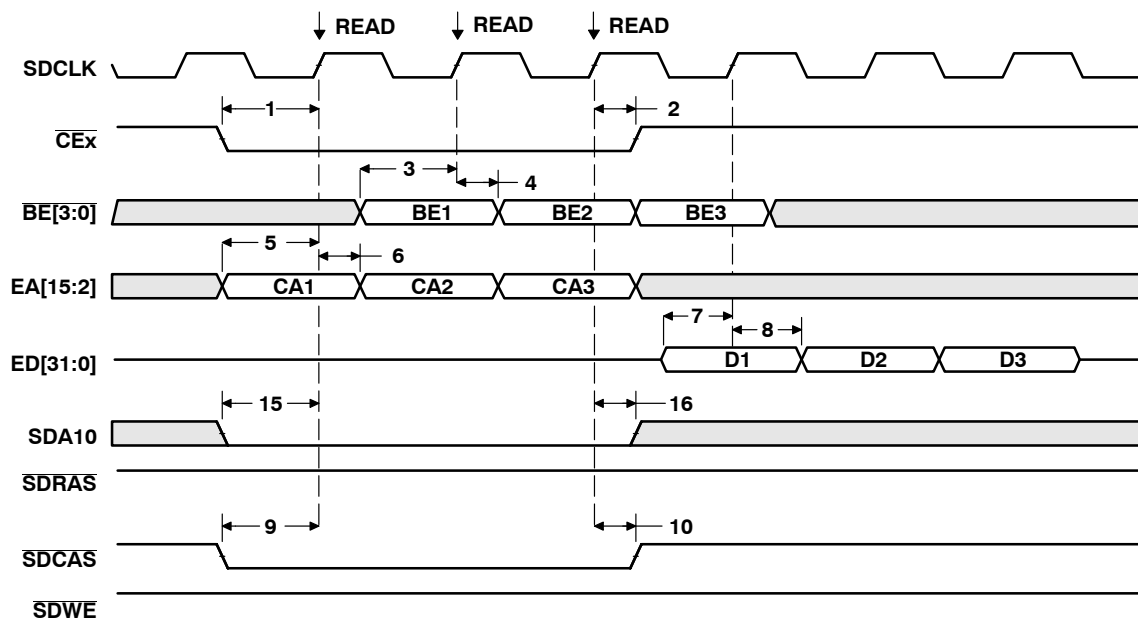 READ READ READ
SDCLK
1 2
CEx
3 4
BE[3:0] BE1 BE2 BE3
5 6
EA[15:2] CA1 CA2 CA3
7 8
ED[31:0] D1 D2 D3
15 16
SDA10
SDRAS
9 10
SDCAS
SDWE